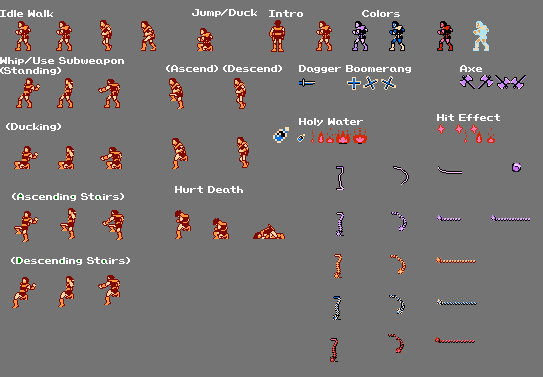 Idle Walk
Jump/Duck
Intro
Colors
Whip/Use Subweapon
(Standing)
(Ascend) (Descend)
Dagger Boomerang
Axe
Holy Water
Hit Effect
(Ducking)
Hurt Death
(Ascending Stairs)
(Descending Stairs)